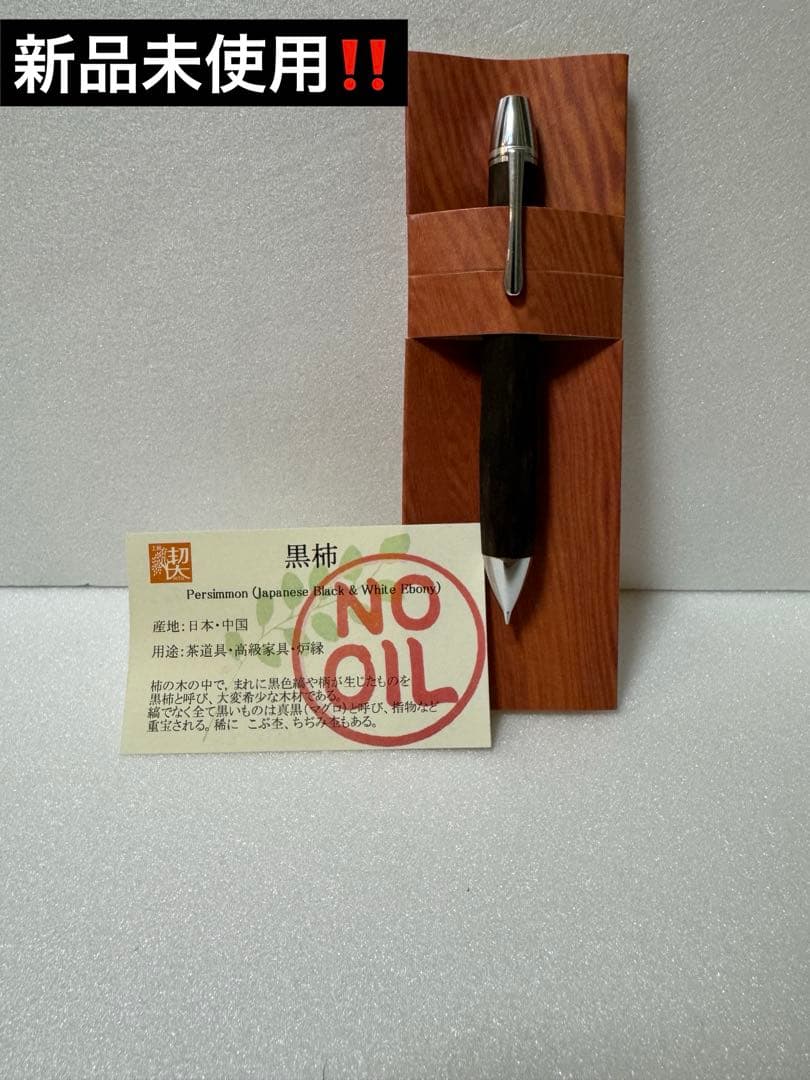 新品未使用‼
工房
楔
黒柿
Persimmon (Japanese Black & White Ebony)
産地:日本・中国
用途:茶道具・高級家具・炉縁
柿の木の中で、まれに黒色縞や柄が生じたものを
黒柿と呼び、大変希少な木材である。
縞でなく全て黒いものは真黒(マグロ)と呼び、指物など
重宝される。稀に こぶ杢、ちぢみ杢もある。
NO
OIL